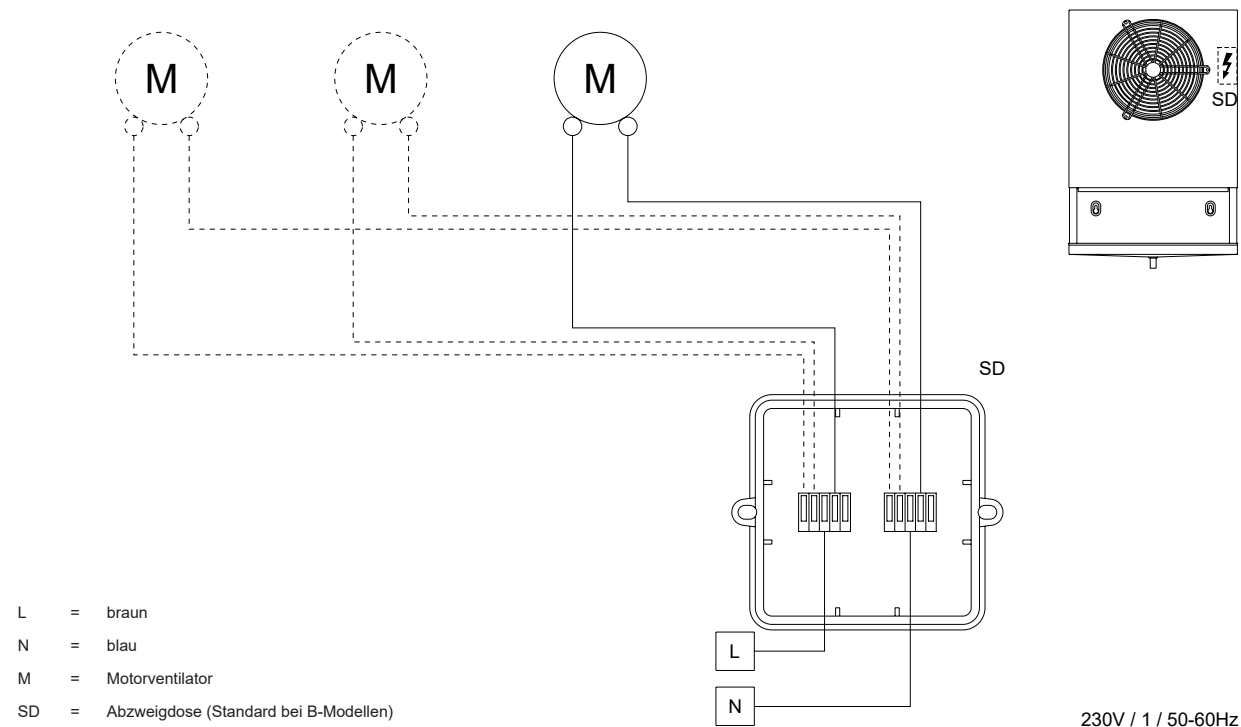 M M M
SD
SD
L
N
L = braun
N = blau
M = Motorventilator
SD = Abzweigdose (Standard bei B-Modellen)
230V / 1 / 50-60Hz